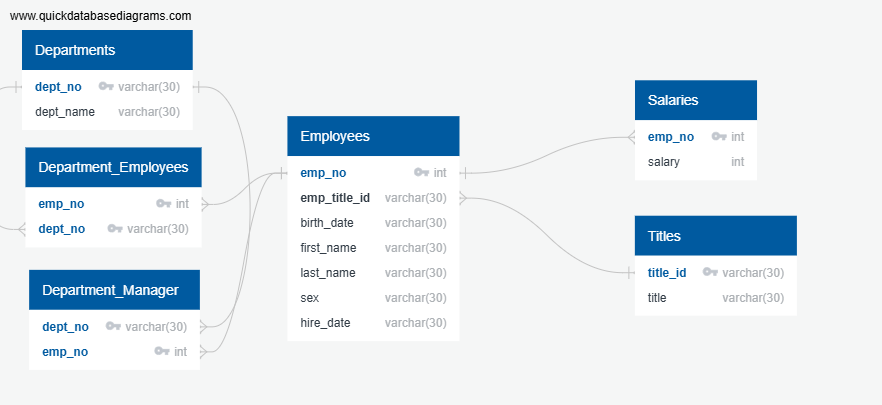 www.quickdatabasediagrams.com
Departments
dept_no varchar(30)
dept_name varchar(30)
Department_Employees
emp_no int
dept_no varchar(30)
Department_Manager
dept_no varchar(30)
emp_no int
Employees
emp_no int
emp_title_id varchar(30)
birth_date varchar(30)
first_name varchar(30)
last_name varchar(30)
sex varchar(30)
hire_date varchar(30)
Salaries
emp_no int
salary int
Titles
title_id varchar(30)
title varchar(30)